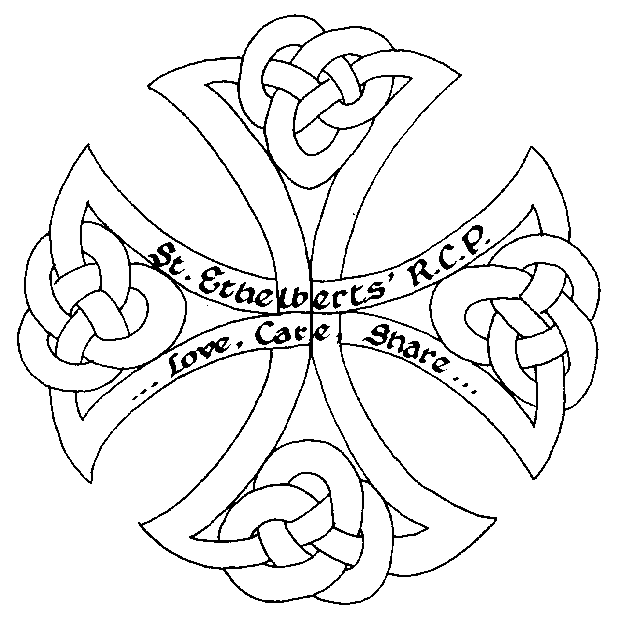 St. Ethelberts' R.C.P.
... Love, Care, Share ...